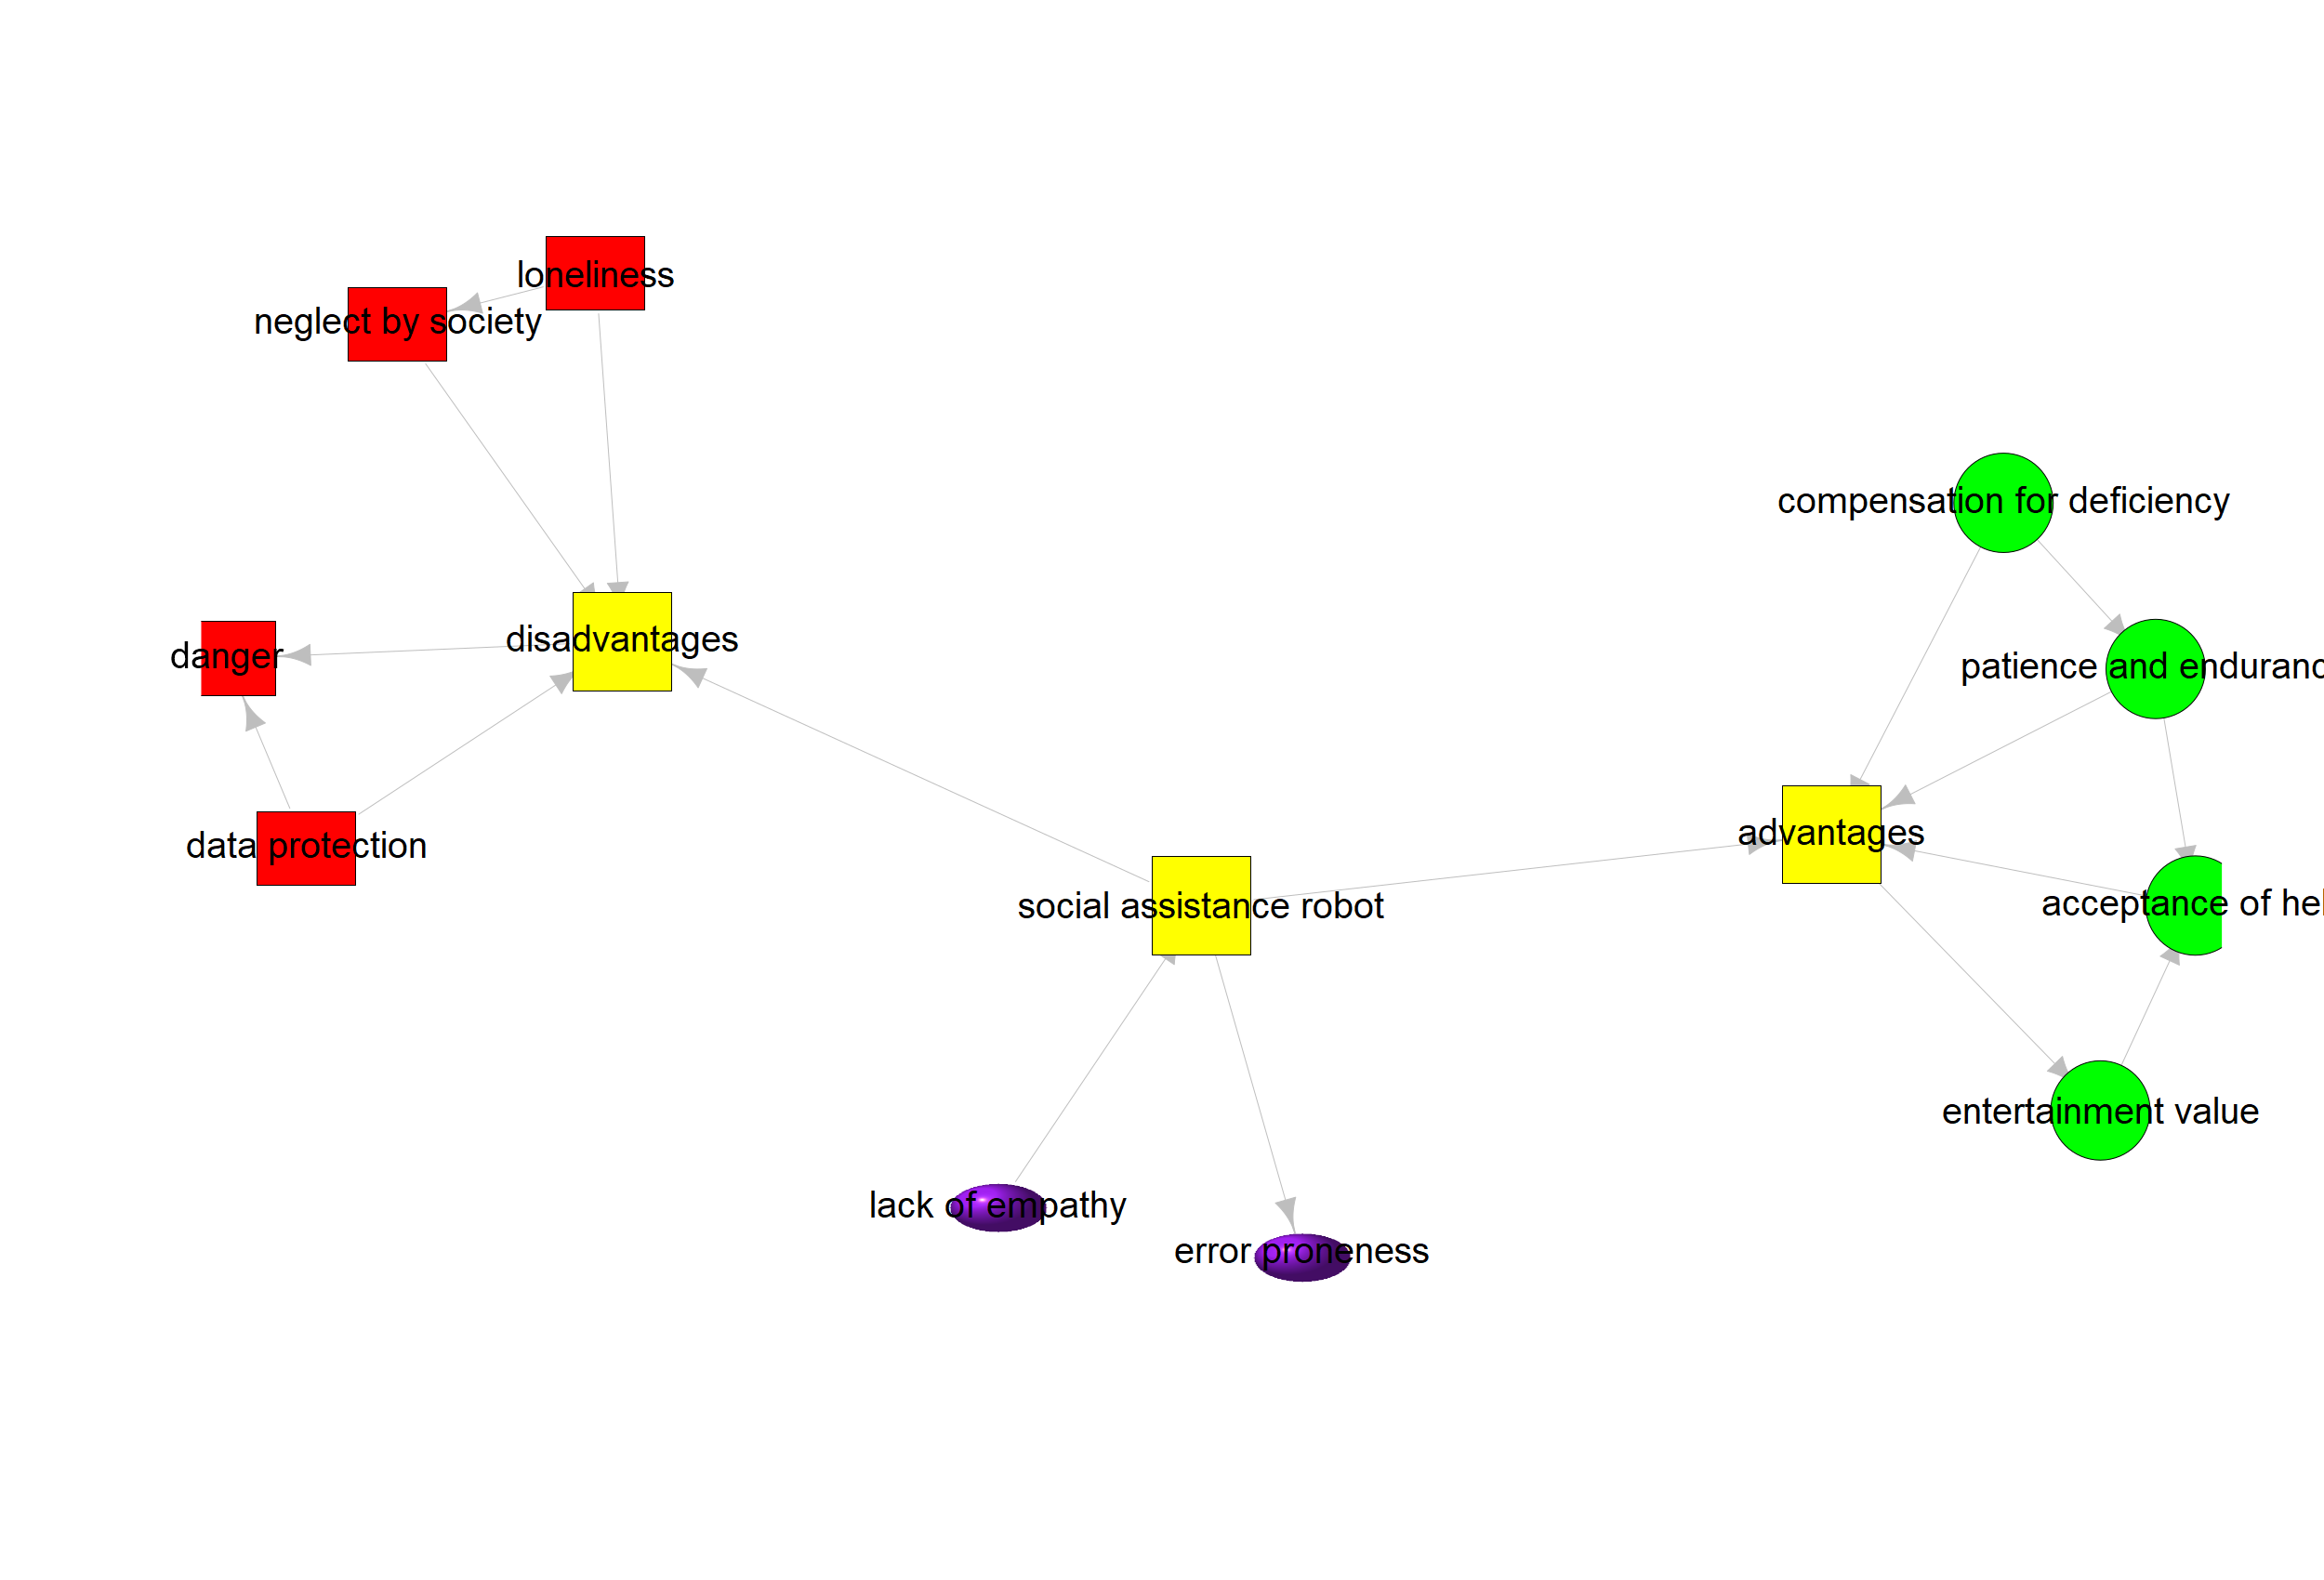 loneliness
neglect by society
compensation for deficiency
disadvantages
danger
patience and enduranc
advantages
data protection
social assistance robot
acceptance of hel
entertainment value
lack of empathy
error proneness